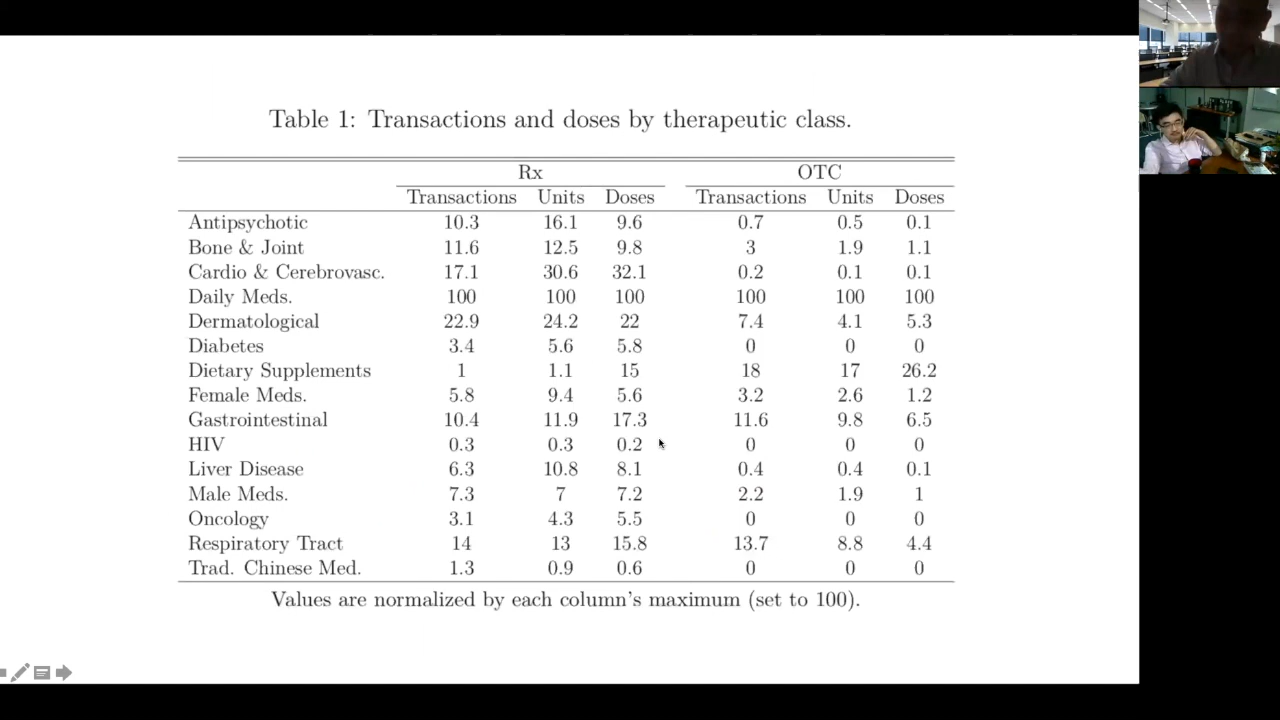 Table 1: Transactions and doses by therapeutic class.
Rx OTC
Transactions Units Doses Transactions Units Doses
Antipsychotic 10.3 16.1 9.6 0.7 0.5 0.1
Bone & Joint 11.6 12.5 9.8 3 1.9 1.1
Cardio & Cerebrovasc. 17.1 30.6 32.1 0.2 0.1 0.1
Daily Meds. 100 100 100 100 100 100
Dermatological 22.9 24.2 22 7.4 4.1 5.3
Diabetes 3.4 5.6 5.8 0 0 0
Dietary Supplements 1 1.1 15 18 17 26.2
Female Meds. 5.8 9.4 5.6 3.2 2.6 1.2
Gastrointestinal 10.4 11.9 17.3 11.6 9.8 6.5
HIV 0.3 0.3 0.2 0 0 0
Liver Disease 6.3 10.8 8.1 0.4 0.4 0.1
Male Meds. 7.3 7 7.2 2.2 1.9 1
Oncology 3.1 4.3 5.5 0 0 0
Respiratory Tract 14 13 15.8 13.7 8.8 4.4
Trad. Chinese Med. 1.3 0.9 0.6 0 0 0
Values are normalized by each column's maximum (set to 100).